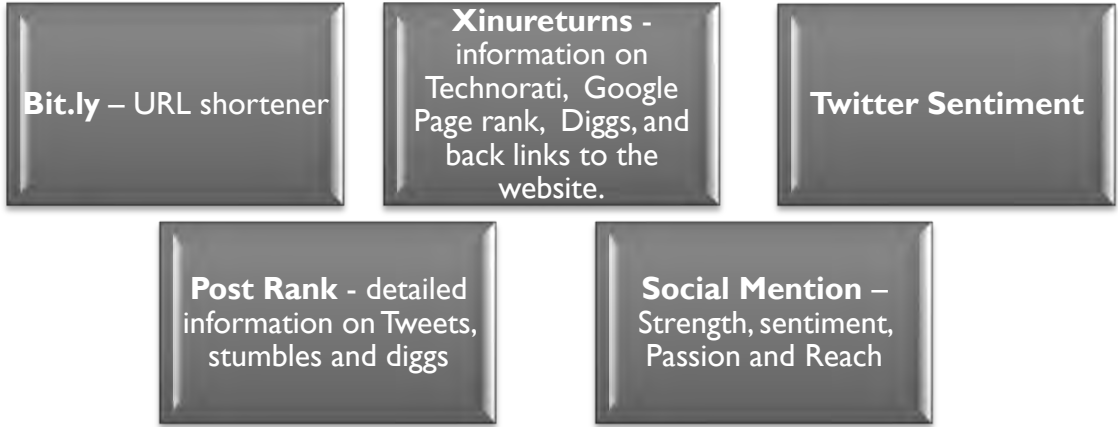 Bit.ly – URL shortener
Xinureturns -
information on
Technorati, Google
Page rank, Diggs, and
back links to the
website.
Twitter Sentiment
Post Rank - detailed
information on Tweets,
stumbles and diggs
Social Mention –
Strength, sentiment,
Passion and Reach